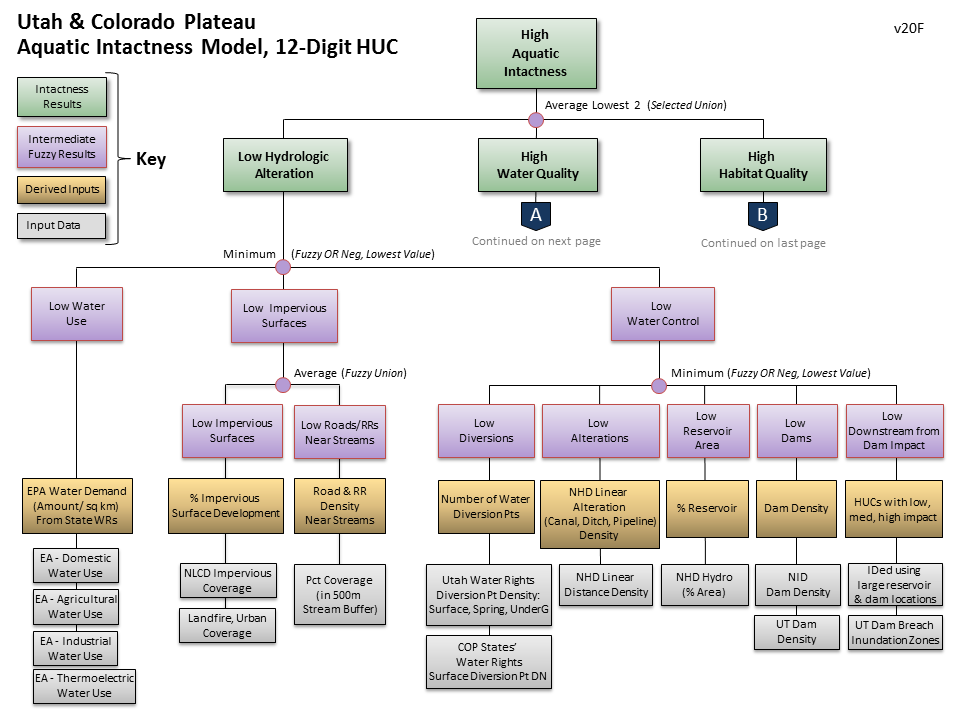 Utah & Colorado Plateau
Aquatic Intactness Model, 12-Digit HUC
v20F
Intactness
Results
Intermediate
Fuzzy Results
Derived Inputs
Input Data
Key
High
Aquatic
Intactness
Average Lowest 2 (Selected Union)
Low Hydrologic
Alteration
High
Water Quality
High
Habitat Quality
A
Continued on next page
B
Continued on last page
Minimum (Fuzzy OR Neg, Lowest Value)
Low Water
Use
Low Impervious
Surfaces
Low
Water Control
Average (Fuzzy Union)
Minimum (Fuzzy OR Neg, Lowest Value)
Low Impervious
Surfaces
Low Roads/RRs
Near Streams
Low
Diversions
Low
Alterations
Low
Reservoir
Area
Low
Dams
Low
Downstream from
Dam Impact
EPA Water Demand
(Amount/ sq km)
From State WRs
% Impervious
Surface Development
Road & RR
Density
Near Streams
Number of Water
Diversion Pts
NHD Linear
Alteration
(Canal, Ditch, Pipeline)
Density
% Reservoir
Dam Density
HUCs with low,
med, high impact
EA - Domestic
Water Use
EA - Agricultural
Water Use
EA - Industrial
Water Use
EA - Thermoelectric
Water Use
NLCD Impervious
Coverage
Landfire, Urban
Coverage
Pct Coverage
(in 500m
Stream Buffer)
Utah Water Rights
Diversion Pt Density:
Surface, Spring, UnderG
COP States’
Water Rights
Surface Diversion Pt DN
NHD Linear
Distance Density
NHD Hydro
(% Area)
NID
Dam Density
UT Dam
Density
IDed using
large reservoir
& dam locations
UT Dam Breach
Inundation Zones